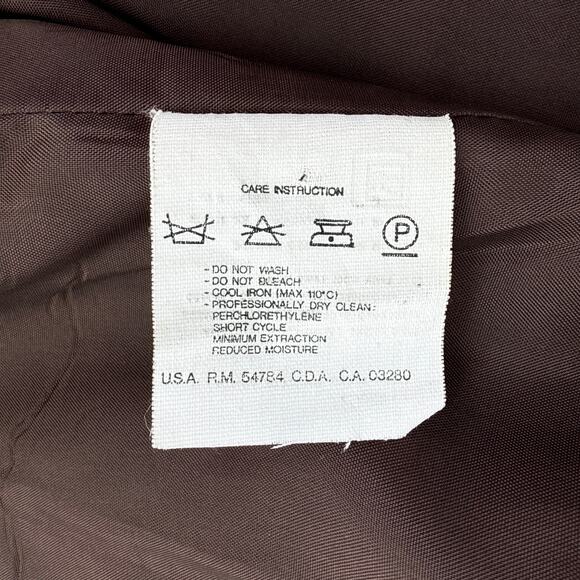 CARE INSTRUCTION
P
- DO NOT WASH
- DO NOT BLEACH
- COOL IRON (MAX 110°C)
- PROFESSIONALLY DRY CLEAN:
PERCHLORETHYLENE
SHORT CYCLE
MINIMUM EXTRACTION
REDUCED MOISTURE
U.S.A. R.M. 54784 C.D.A. C.A. 03280